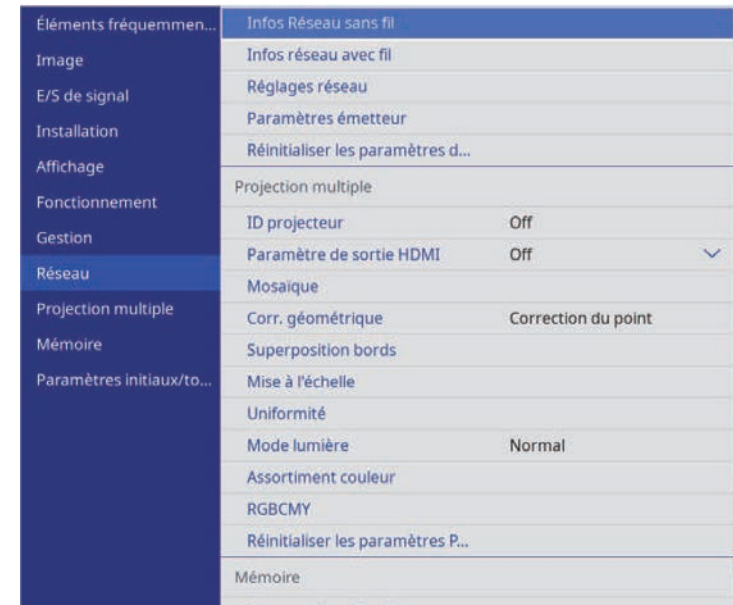 Éléments fréquemmen...
Image
E/S de signal
Installation
Affichage
Fonctionnement
Gestion
Réseau
Projection multiple
Mémoire
Paramètres initiaux/to...
Infos Réseau sans fil
Infos réseau avec fil
Réglages réseau
Paramètres émetteur
Réinitialiser les paramètres d...
Projection multiple
ID projecteur Off
Paramètre de sortie HDMI Off
Mosaïque
Corr. géométrique Correction du point
Superposition bords
Mise à l'échelle
Uniformité
Mode lumière Normal
Assortiment couleur
RGBCMY
Réinitialiser les paramètres P...
Mémoire